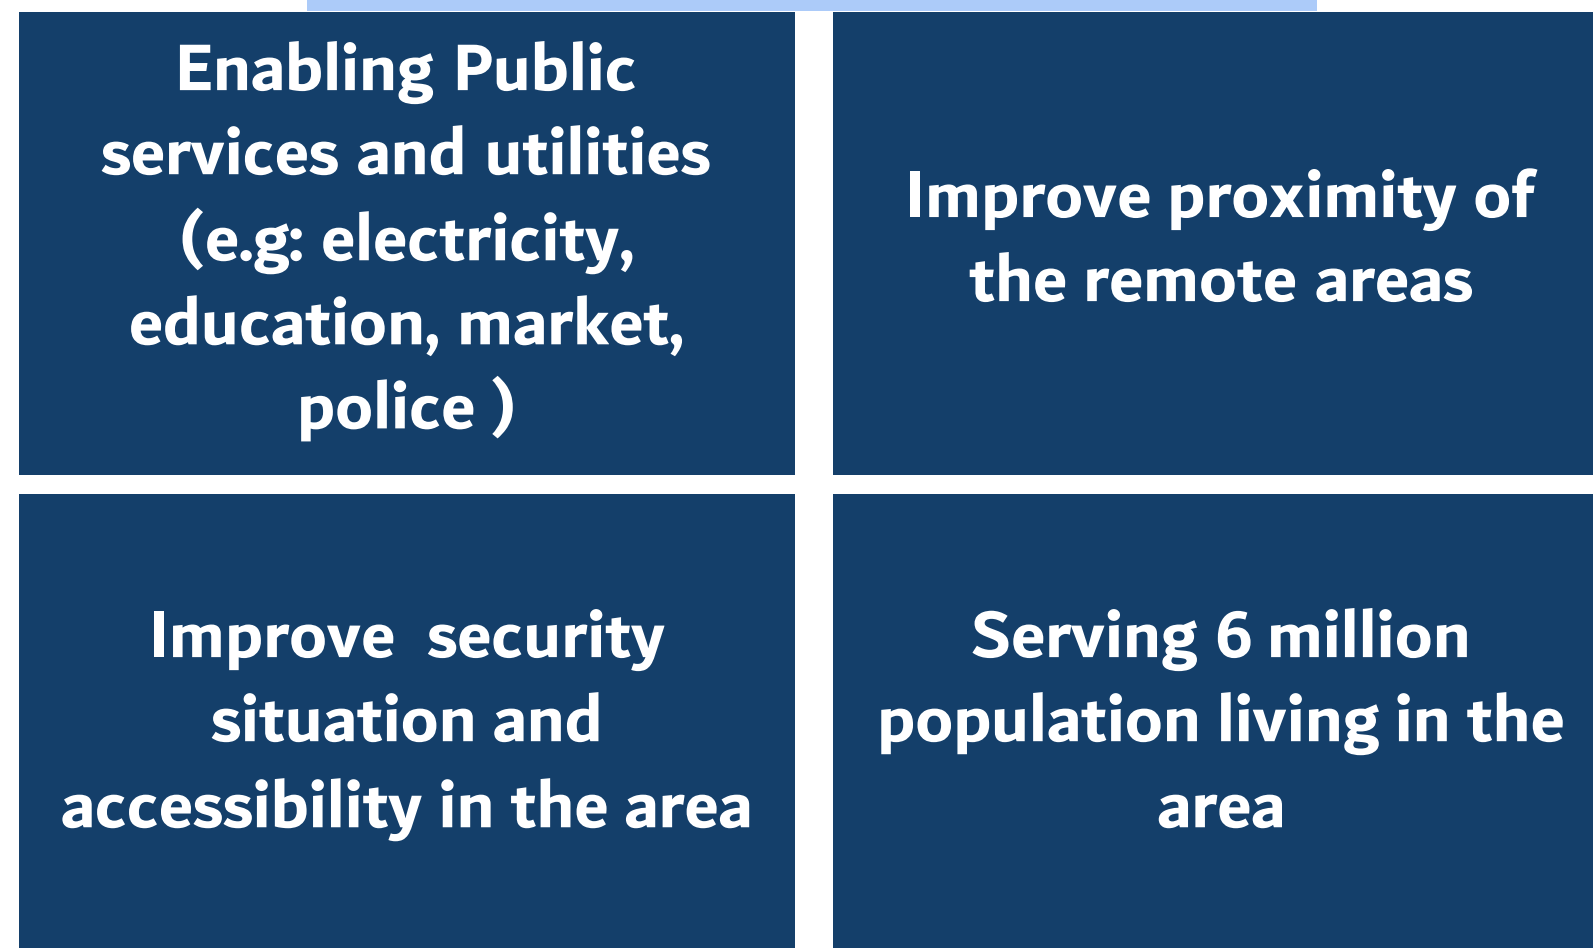 Enabling Public
services and utilities
(e.g: electricity,
education, market,
police )
Improve proximity of
the remote areas
Improve  security
situation and
accessibility in the area
Serving 6 million
population living in the
area